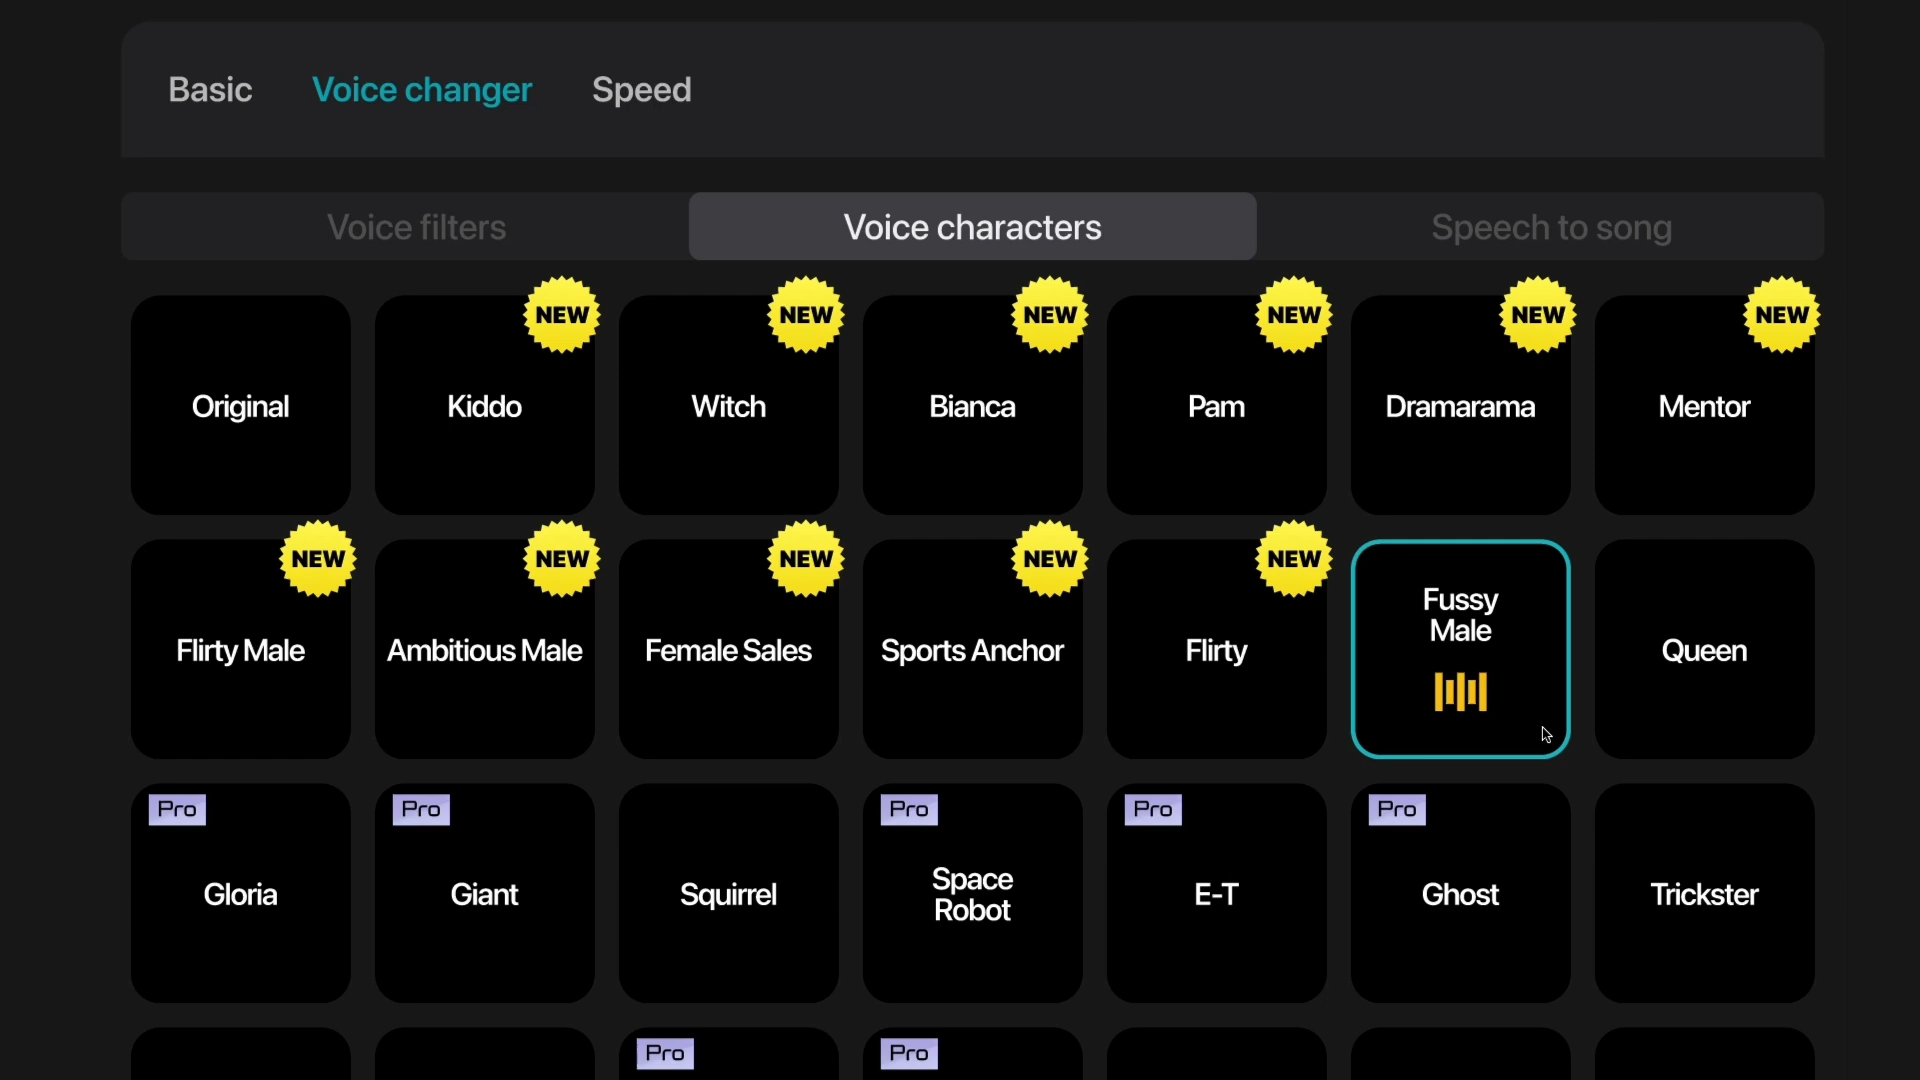 Basic Voice changer Speed
Voice filters Voice characters Speech to song
NEW NEW NEW NEW NEW NEW
Original Kiddo Witch Bianca Pam Dramarama Mentor
NEW NEW NEW NEW NEW
Flirty Male Ambitious Male Female Sales Sports Anchor Flirty Fussy Male Queen
Pro Pro Pro Pro Pro
Gloria Giant Squirrel Space Robot E-T Ghost Trickster
Pro Pro